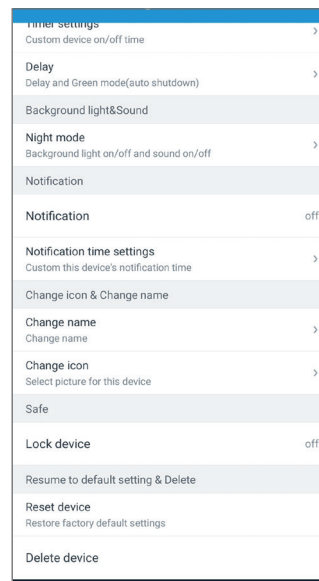 Timer settings
Custom device on/off time
Delay
Delay and Green mode(auto shutdown)
Background light&Sound
Night mode
Background light on/off and sound on/off
Notification
Notification off
Notification time settings
Custom this device's notification time
Change icon & Change name
Change name
Change name
Change icon
Select picture for this device
Safe
Lock device off
Resume to default setting & Delete
Reset device
Restore factory default settings
Delete device